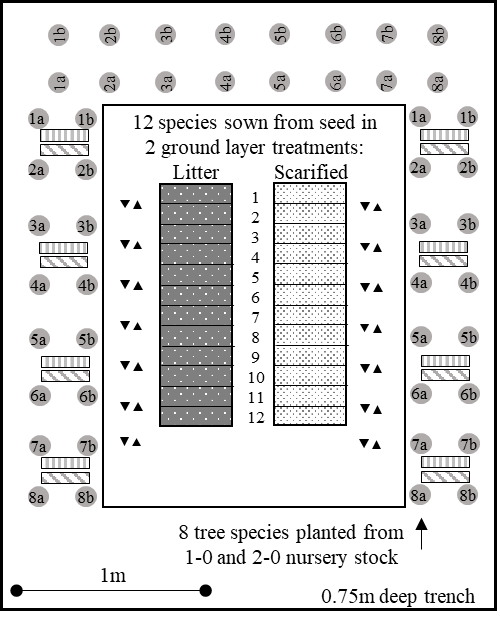 1b 2b 3b 4b 5b 6b 7b 8b
1a 2a 3a 4a 5a 6a 7a 8a
1a 1b
2a 2b
3a 3b
4a 4b
5a 5b
6a 6b
7a 7b
8a 8b
12 species sown from seed in
2 ground layer treatments:
Litter Scarified
1
2
3
4
5
6
7
8
9
10
11
12
1a 1b
2a 2b
3a 3b
4a 4b
5a 5b
6a 6b
7a 7b
8a 8b
8 tree species planted from
1-0 and 2-0 nursery stock
1m
0.75m deep trench